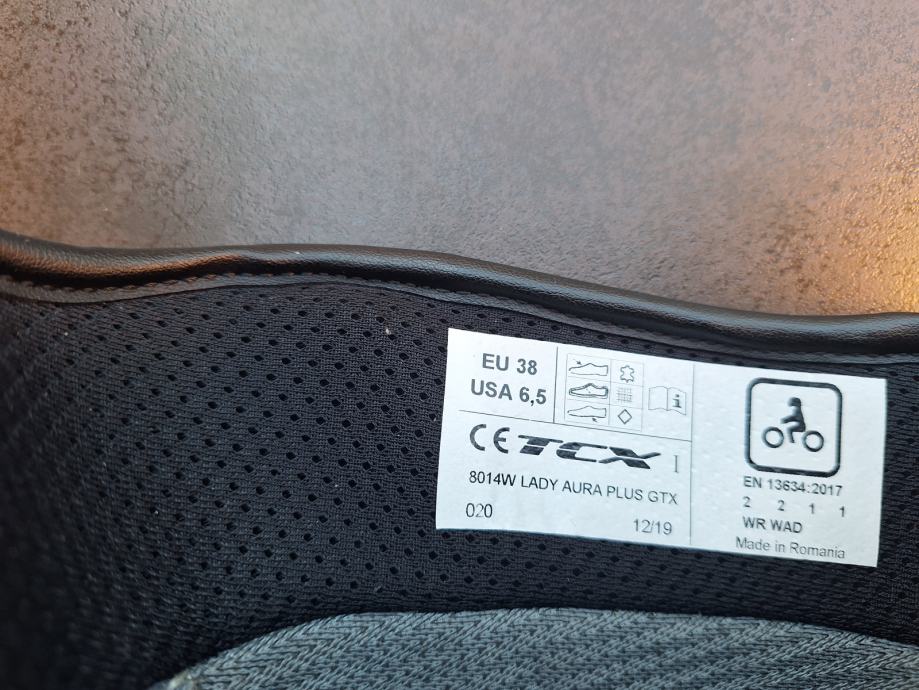 EU 38
USA 6,5
CE TCX I
8014W LADY AURA PLUS GTX
020
12/19
i
EN 13634:2017
2 2 1 1
WR WAD
Made in Romania